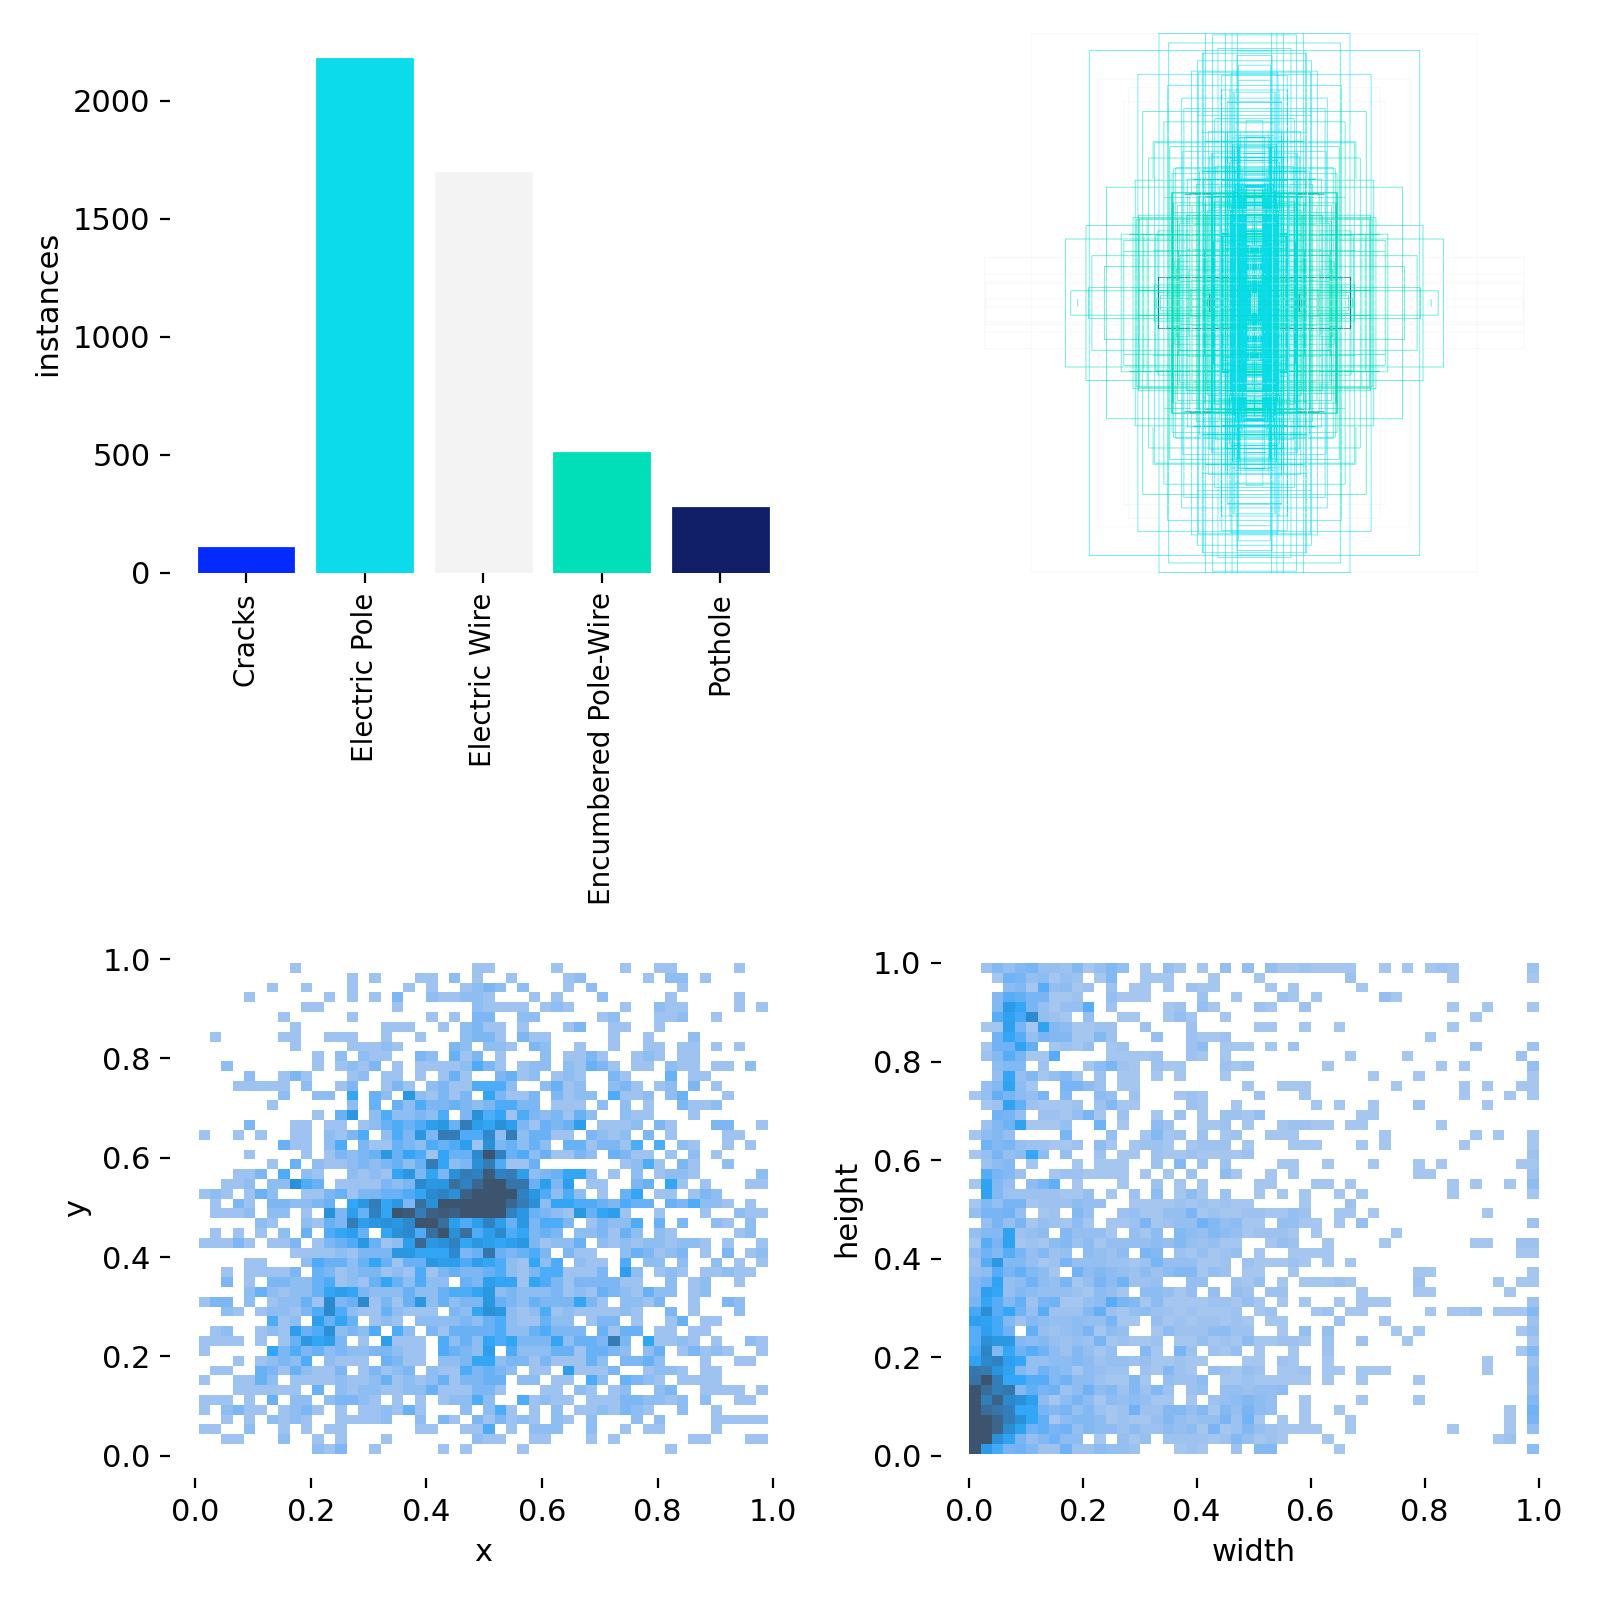 instances
2000
1500
1000
500
0
Cracks
Electric Pole
Electric Wire
Encumbered Pole-Wire
Pothole
y
1.0
0.8
0.6
0.4
0.2
0.0
0.0 0.2 0.4 0.6 0.8 1.0
x
height
1.0
0.8
0.6
0.4
0.2
0.0
0.0 0.2 0.4 0.6 0.8 1.0
width